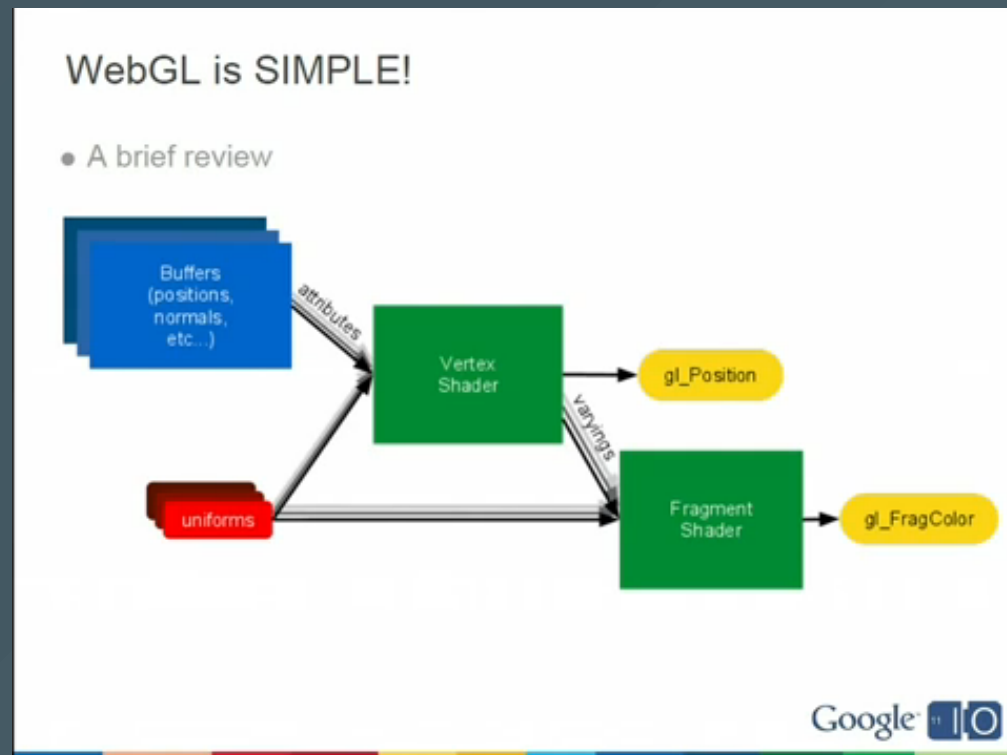 WebGL is SIMPLE!
• A brief review
Buffers
(positions,
normals,
etc...)
attributes
Vertex
Shader
gl_Position
varyings
uniforms
Fragment
Shader
gl_FragColor
Google 11 IO